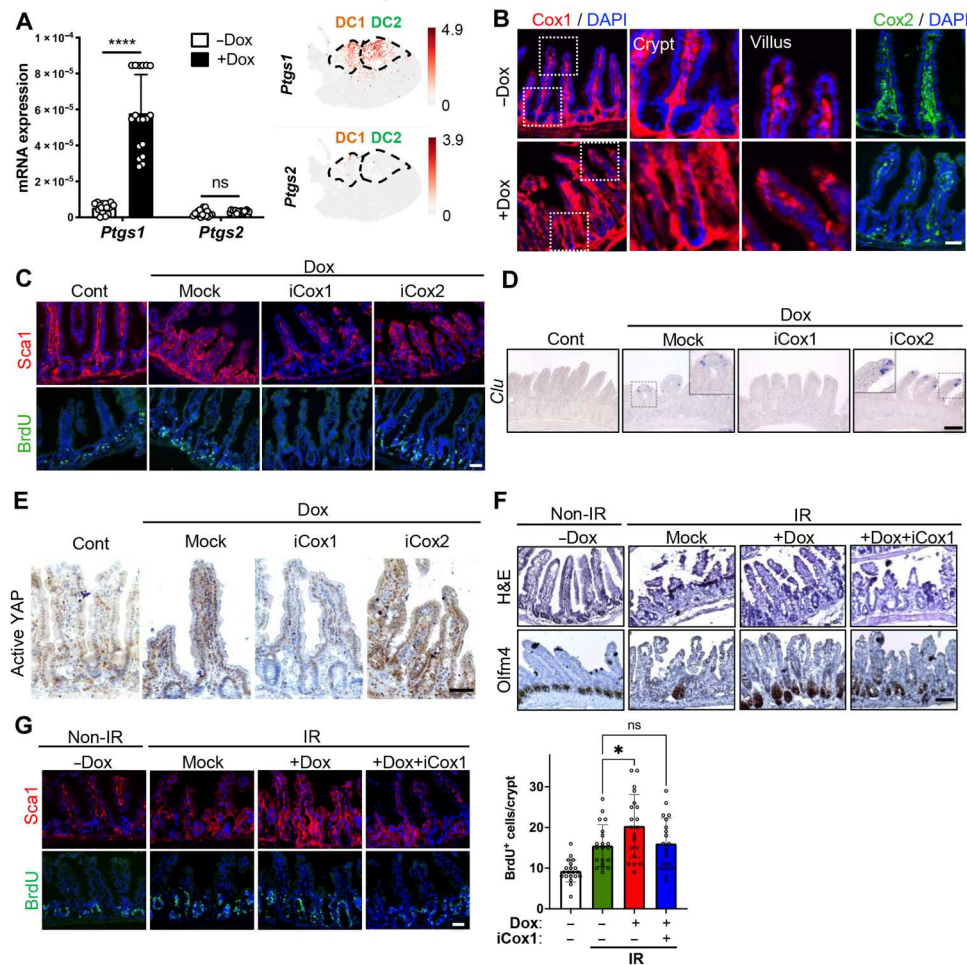 A
mRNA expression
1 × 10⁻⁴
8 × 10⁻⁵
6 × 10⁻⁵
4 × 10⁻⁵
2 × 10⁻⁵
0
****
ns
–Dox
+Dox
Ptgs1
Ptgs2
DC1 DC2
Ptgs1
4.9
0
DC1 DC2
Ptgs2
3.9
0
B
Cox1 / DAPI
Cox2 / DAPI
Crypt
Villus
–Dox
+Dox
C
Dox
Cont
Mock
iCox1
iCox2
Sca1
BrdU
D
Dox
Cont
Mock
iCox1
iCox2
Clu
E
Dox
Cont
Mock
iCox1
iCox2
Active YAP
F
Non-IR
IR
–Dox
Mock
+Dox
+Dox+iCox1
H&E
Olfm4
G
Non-IR
IR
–Dox
Mock
+Dox
+Dox+iCox1
Sca1
BrdU
ns
*
BrdU⁺ cells/crypt
30
20
10
0
Dox: – – + +
iCox1: – – – +
IR